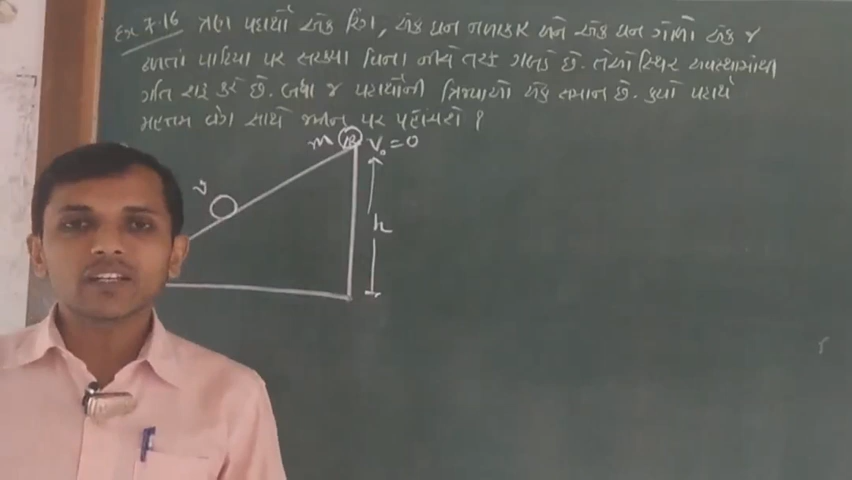 Ex 7.16 ત્રણ પદાર્થો એક રિંગ, એક ઘન નળાકાર અને એક ઘન ગોળો એક જ
ઢળતાં પાટિયા પર સરક્યા વિના નીચે તરફ ગબડે છે. તેઓ સ્થિર અવસ્થામાંથી
ગતિ શરૂ કરે છે. બધા જ પદાર્થોની ત્રિજ્યાઓ એક સમાન છે. કયો પદાર્થ
મહત્તમ વેગ સાથે જમીન પર પહોંચશે ?
m R V₀ = 0
h